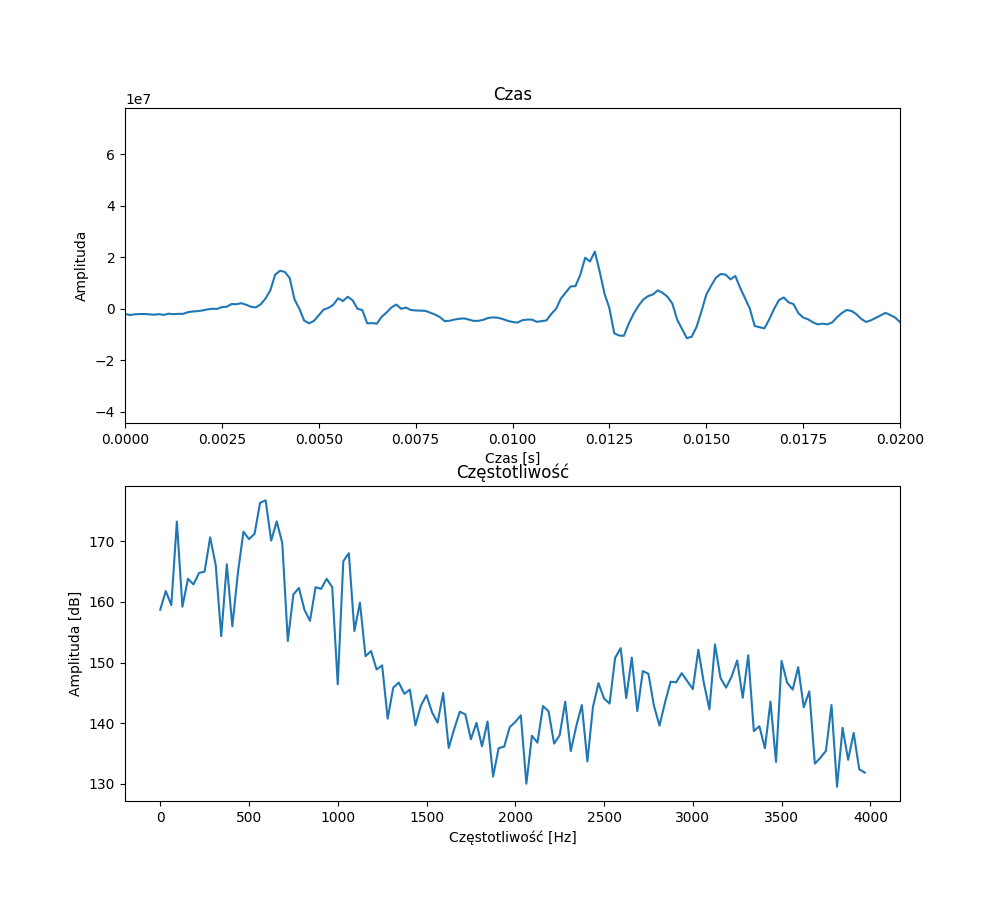 Czas
1e7
6
4
2
0
−2
−4
Amplituda
0.0000 0.0025 0.0050 0.0075 0.0100 0.0125 0.0150 0.0175 0.0200
Czas [s]
Częstotliwość
170
160
150
140
130
Amplituda [dB]
0 500 1000 1500 2000 2500 3000 3500 4000
Częstotliwość [Hz]